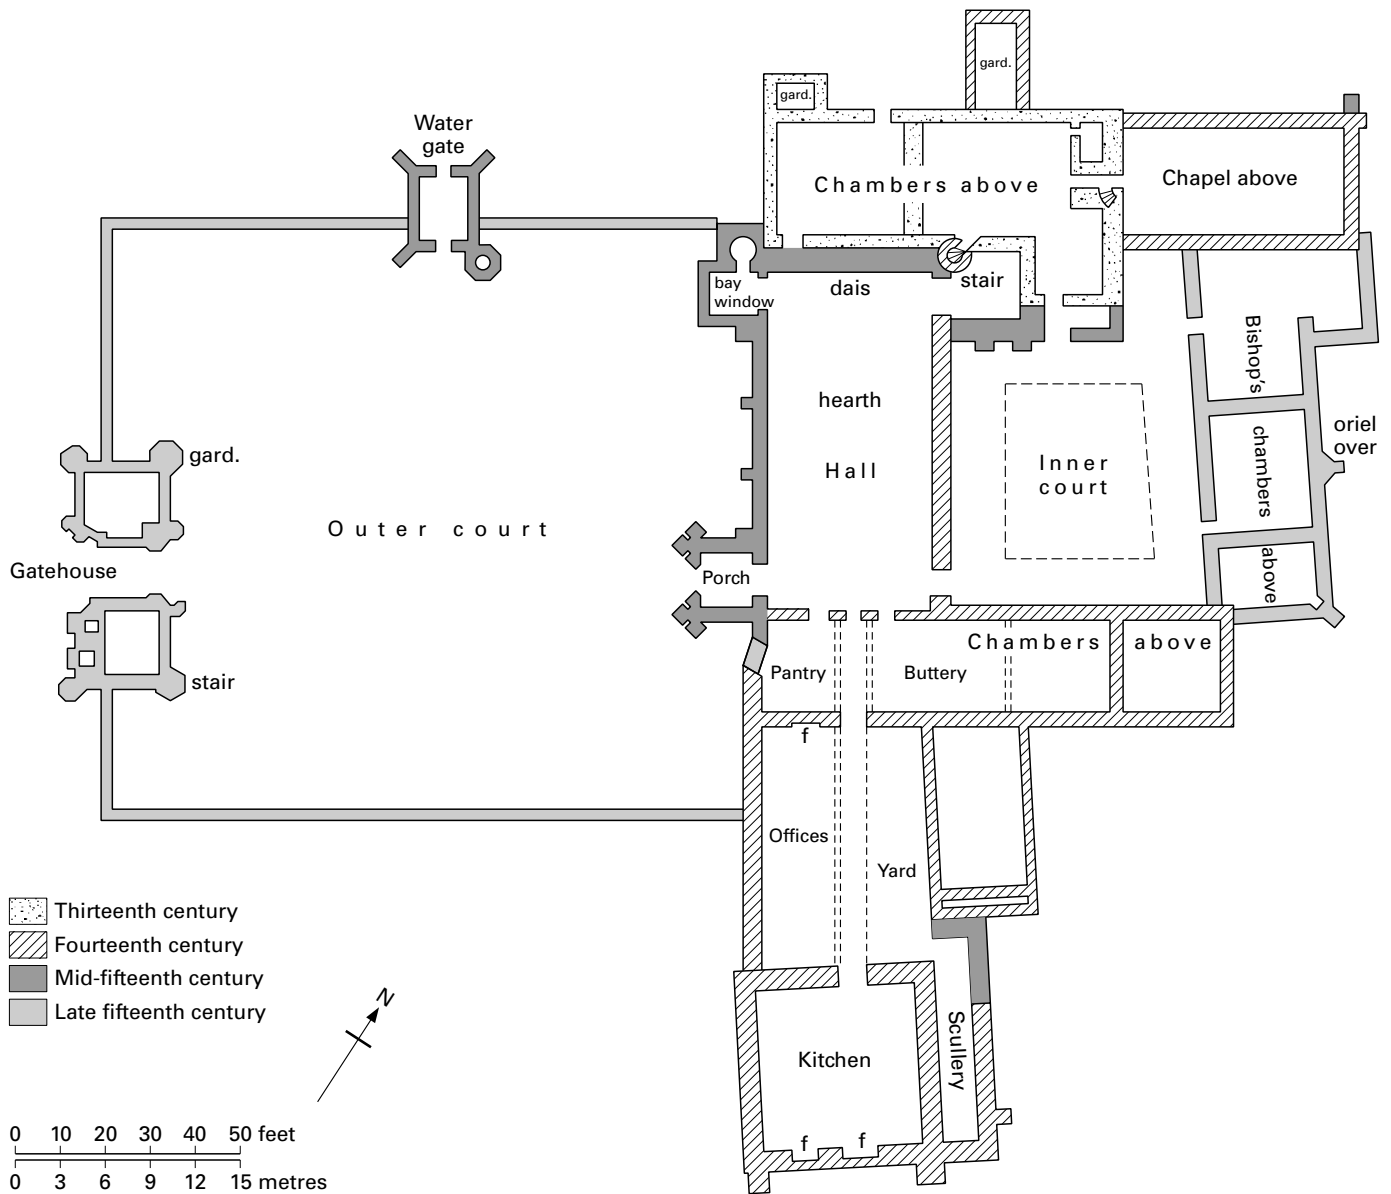 gard.
gard.
Water
gate
Chambers above
Chapel above
bay
window
dais
stair
Bishop's
chambers
above
oriel
over
hearth
Hall
Inner
court
gard.
Outer court
Gatehouse
Porch
stair
Pantry
Buttery
Chambers above
f
Offices
Yard
Thirteenth century
Fourteenth century
Mid-fifteenth century
Late fifteenth century
N
Kitchen
Scullery
f
f
0 10 20 30 40 50 feet
0 3 6 9 12 15 metres